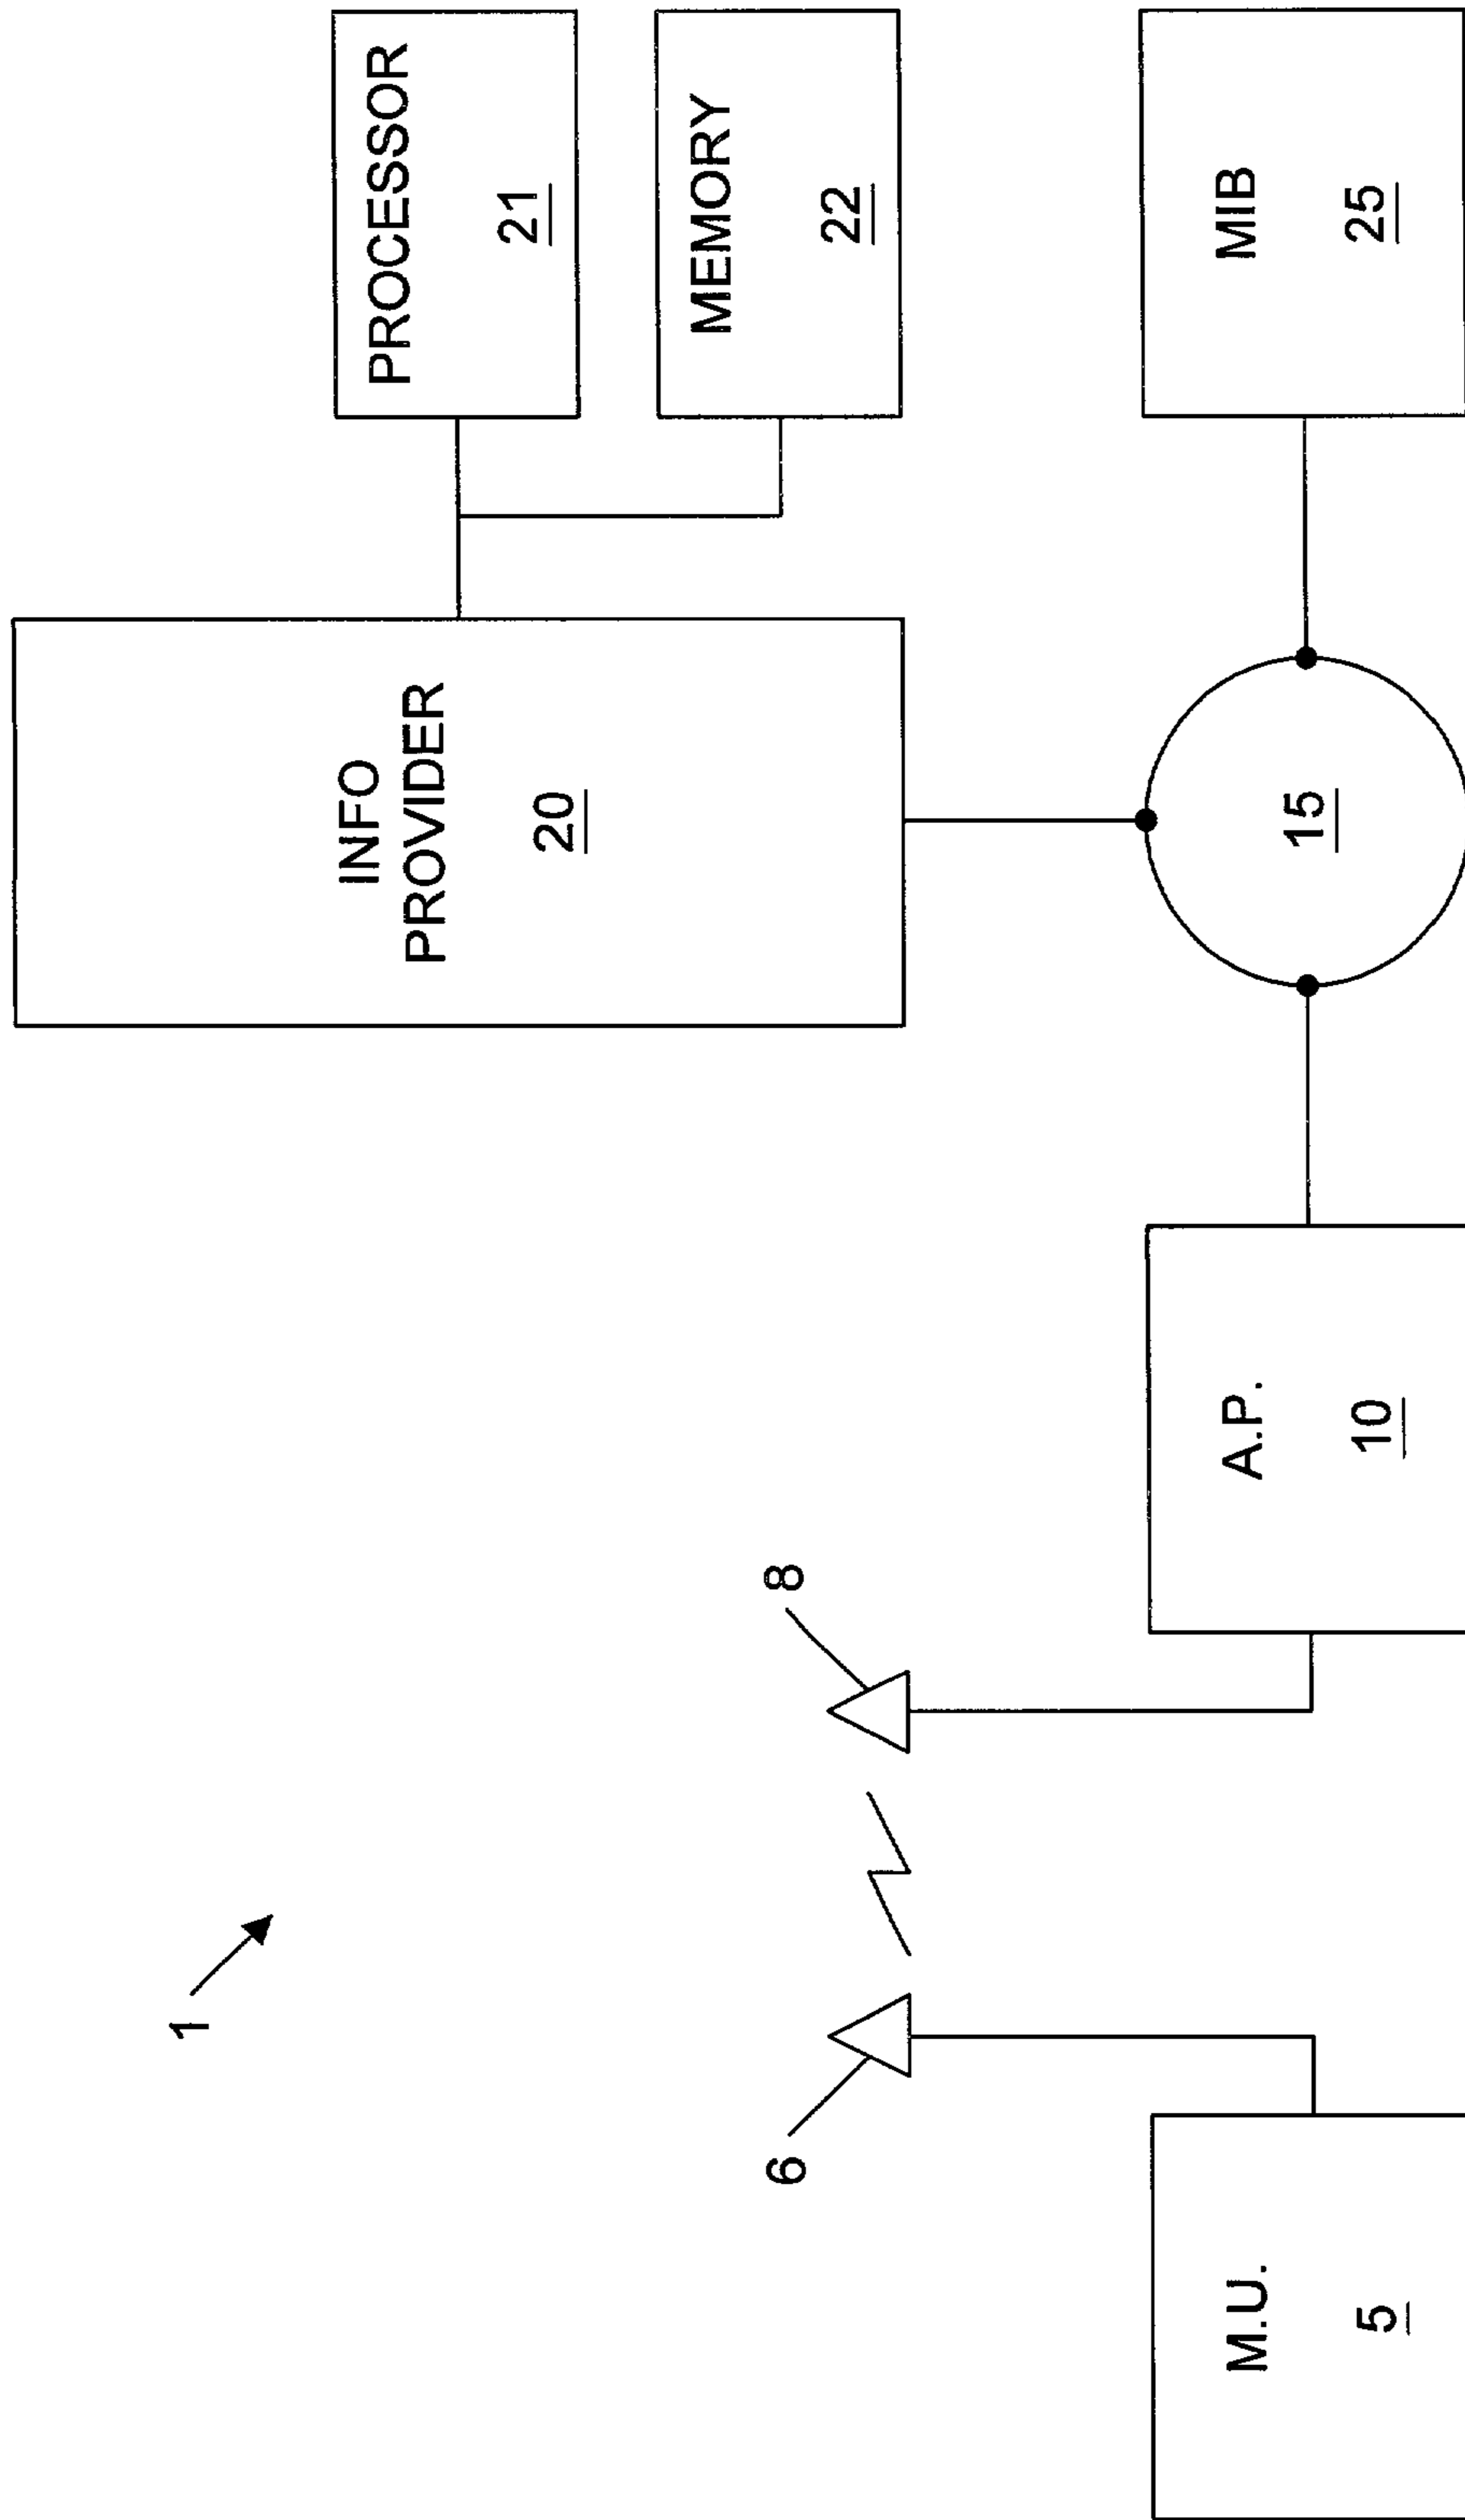 1
INFO
PROVIDER
20
PROCESSOR
21
MEMORY
22
6
8
M.U.
5
A.P.
10
15
MIB
25